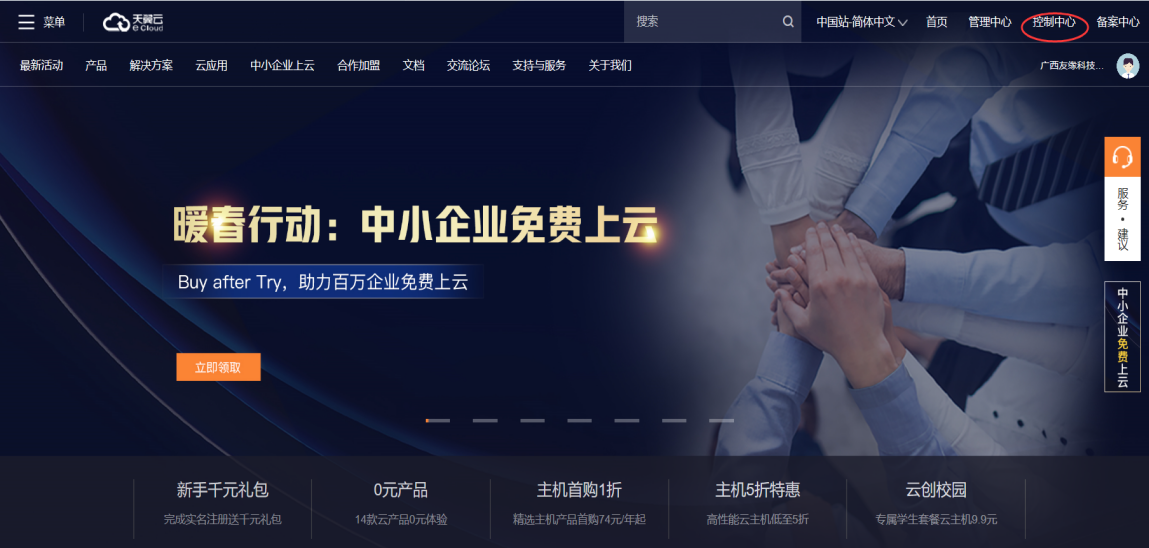 菜单
天翼云
e Cloud
搜索
中国站-简体中文
首页
管理中心
控制中心
备案中心
最新活动
产品
解决方案
云应用
中小企业上云
合作加盟
文档
交流论坛
支持与服务
关于我们
广西友缘科技...
暖春行动：中小企业免费上云
Buy after Try，助力百万企业免费上云
立即领取
服务·建议
中小企业免费上云
新手千元礼包
完成实名注册送千元礼包
0元产品
14款云产品0元体验
主机首购1折
精选主机产品首购74元/年起
主机5折特惠
高性能云主机低至5折
云创校园
专属学生套餐云主机9.9元